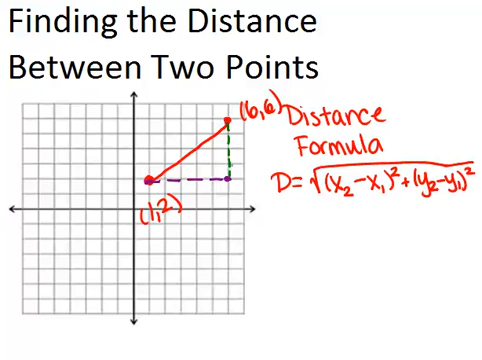 Finding the Distance
Between Two Points
(6,6) Distance
Formula
D=√(x₂-x₁)²+(y₂-y₁)²
(1,2)